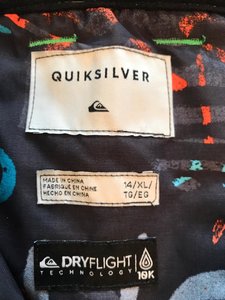 QUIKSILVER
MADE IN CHINA
FABRIQUE EN CHINE
HECHO EN CHINA
14/XL/
TG/EG
DRYFLIGHT
TECHNOLOGY
10K